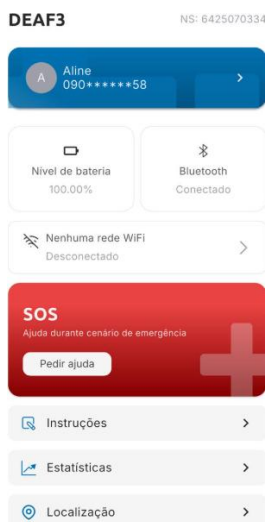 DEAF3
NS: 6425070334
A
Aline
090******58
Nível de bateria
100.00%
Bluetooth
Conectado
Nenhuma rede WiFi
Desconectado
SOS
Ajuda durante cenário de emergência
Pedir ajuda
Instruções
Estatísticas
Localização